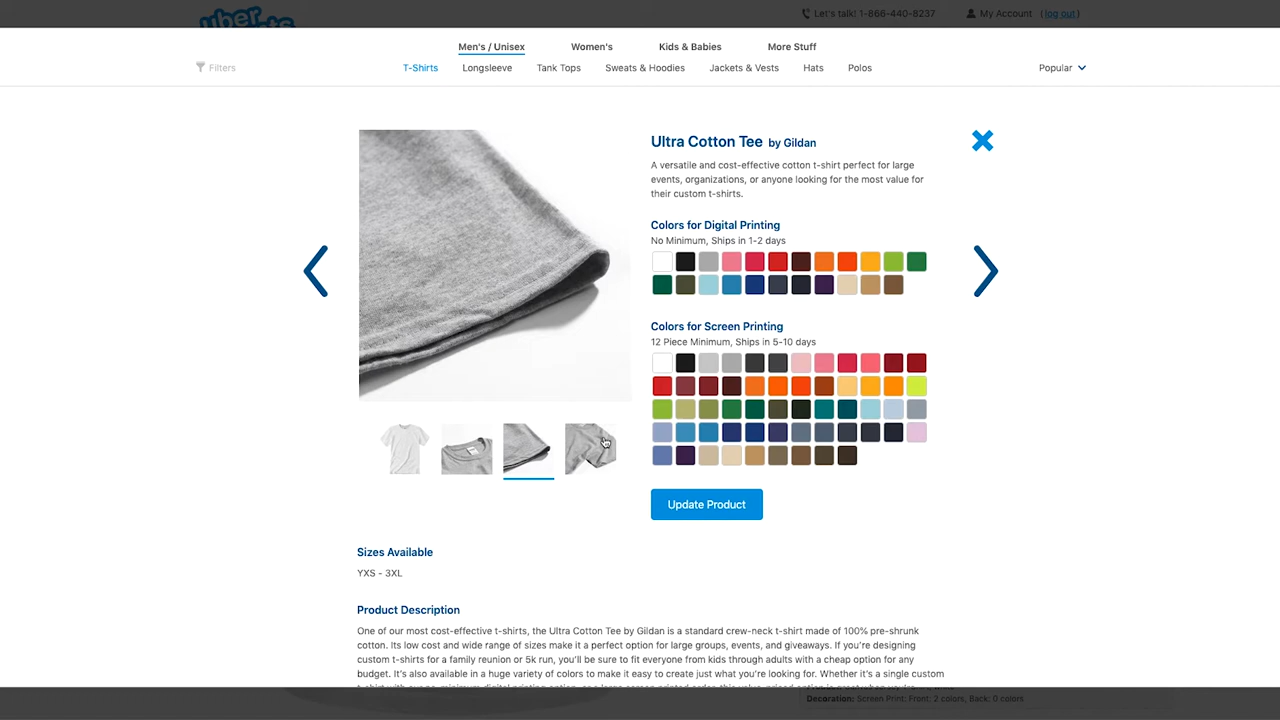 uber
Let's talk! 1-866-440-8237
My Account (log out)
Men's / Unisex Women's Kids & Babies More Stuff
Filters
T-Shirts Longsleeve Tank Tops Sweats & Hoodies Jackets & Vests Hats Polos
Popular
Ultra Cotton Tee by Gildan
A versatile and cost-effective cotton t-shirt perfect for large
events, organizations, or anyone looking for the most value for
their custom t-shirts.
Colors for Digital Printing
No Minimum, Ships in 1-2 days
Colors for Screen Printing
12 Piece Minimum, Ships in 5-10 days
Update Product
Sizes Available
YXS - 3XL
Product Description
One of our most cost-effective t-shirts, the Ultra Cotton Tee by Gildan is a standard crew-neck t-shirt made of 100% pre-shrunk
cotton. Its low cost and wide range of sizes make it a perfect option for large groups, events, and giveaways. If you're designing
custom t-shirts for a family reunion or 5k run, you'll be sure to fit everyone from kids through adults with a cheap option for any
budget. It's also available in a huge variety of colors to make it easy to create just what you're looking for. Whether it's a single custom
Decoration: Screen Print: Front: 2 colors, Back: 0 colors